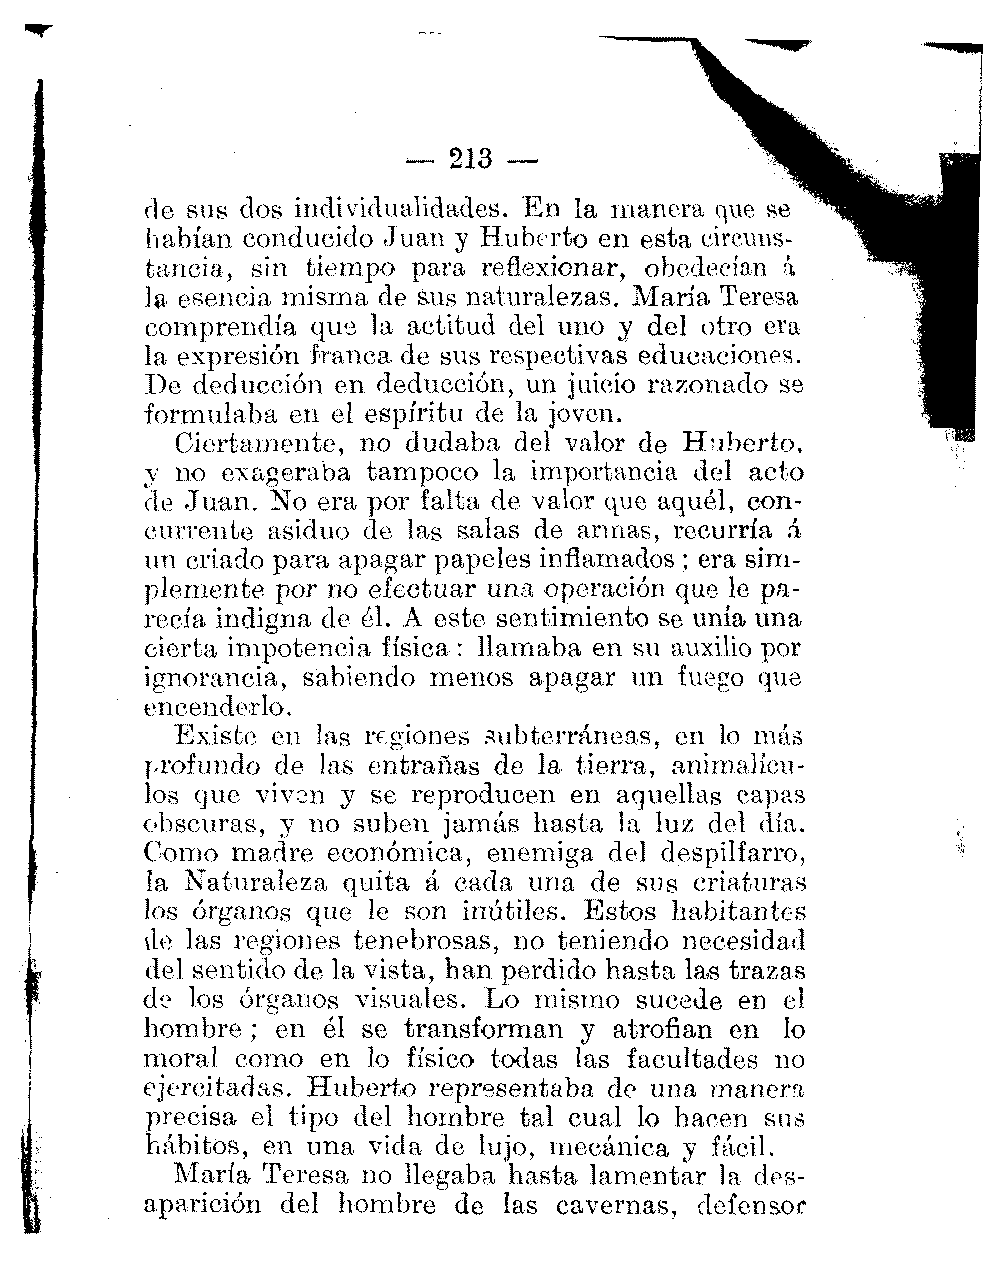 — 213 —
de sus dos individualidades. En la manera que se
habían conducido Juan y Huberto en esta circuns-
tancia, sin tiempo para reflexionar, obedecían á
la esencia misma de sus naturalezas. María Teresa
comprendía que la actitud del uno y del otro era
la expresión franca de sus respectivas educaciones.
De deducción en deducción, un juicio razonado se
formulaba en el espíritu de la joven.
Ciertamente, no dudaba del valor de Huberto,
y no exageraba tampoco la importancia del acto
de Juan. No era por falta de valor que aquél, con-
currente asiduo de las salas de armas, recurría á
un criado para apagar papeles inflamados ; era sim-
plemente por no efectuar una operación que le pa-
recía indigna de él. A este sentimiento se unía una
cierta impotencia física : llamaba en su auxilio por
ignorancia, sabiendo menos apagar un fuego que
encenderlo.
Existe en las regiones subterráneas, en lo más
profundo de las entrañas de la tierra, animalícu-
los que viven y se reproducen en aquellas capas
obscuras, y no suben jamás hasta la luz del día.
Como madre económica, enemiga del despilfarro,
la Naturaleza quita á cada una de sus criaturas
los órganos que le son inútiles. Estos habitantes
de las regiones tenebrosas, no teniendo necesidad
del sentido de la vista, han perdido hasta las trazas
de los órganos visuales. Lo mismo sucede en el
hombre ; en él se transforman y atrofian en lo
moral como en lo físico todas las facultades no
ejercitadas. Huberto representaba de una manera
precisa el tipo del hombre tal cual lo hacen sus
hábitos, en una vida de lujo, mecánica y fácil.
María Teresa no llegaba hasta lamentar la des-
aparición del hombre de las cavernas, defensor